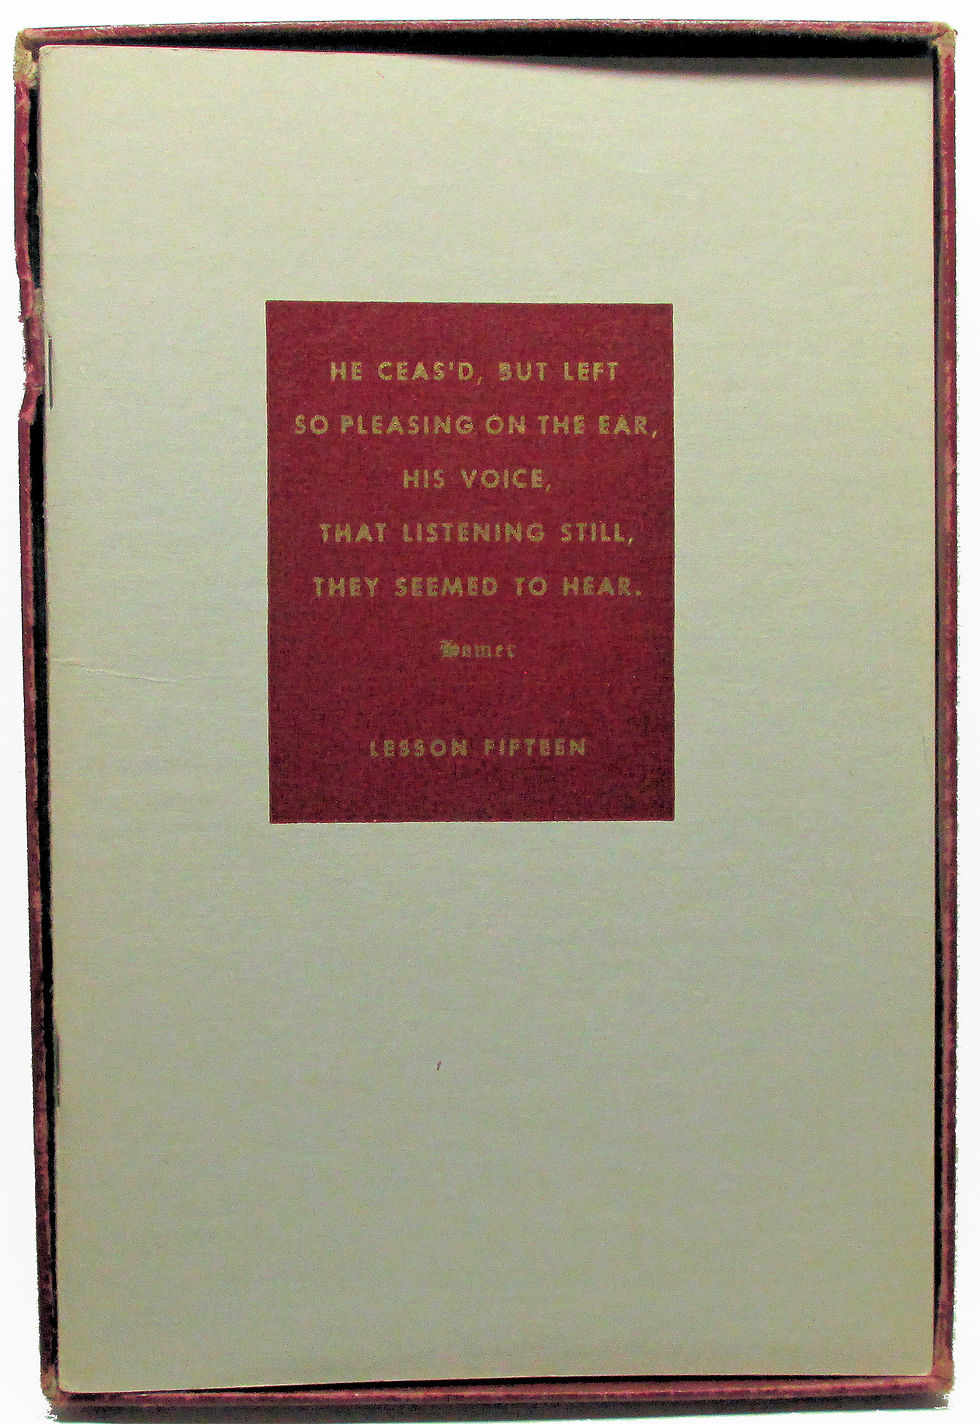 HE CEAS'D, BUT LEFT
SO PLEASING ON THE EAR,
HIS VOICE,
THAT LISTENING STILL,
THEY SEEMED TO HEAR.
Homer
LESSON FIFTEEN